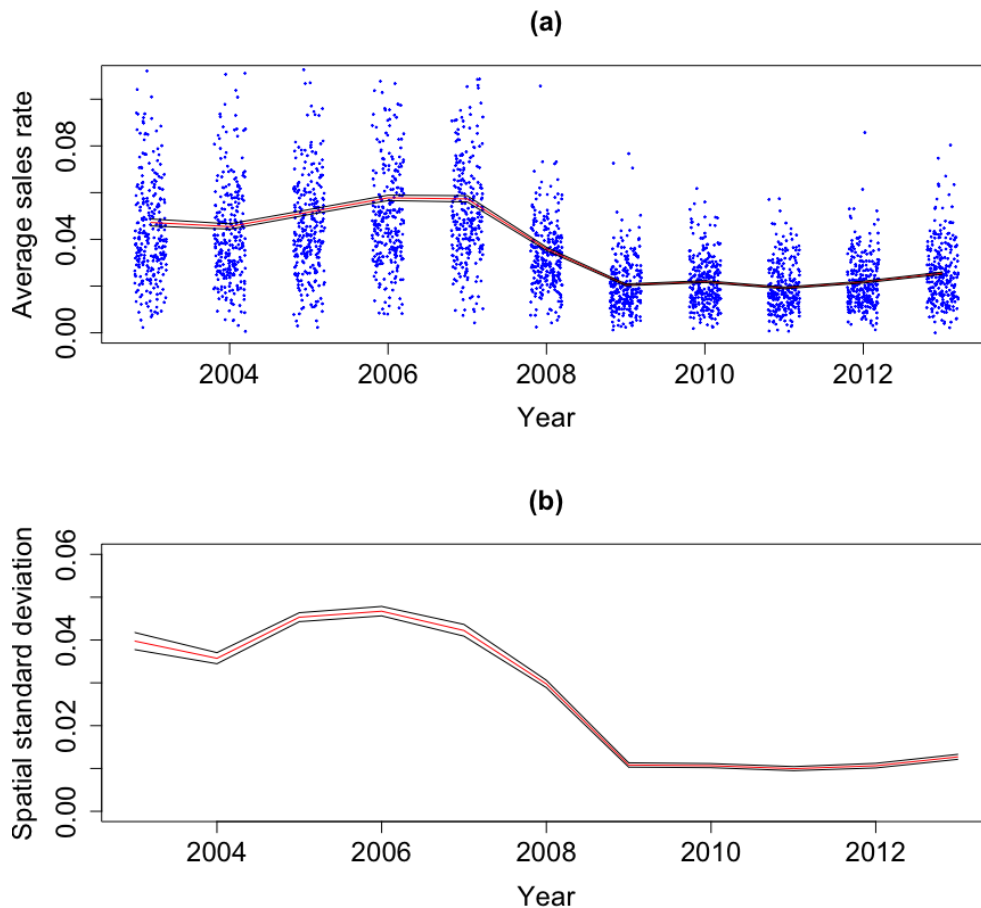 (a)
Average sales rate
0.08
0.04
0.00
2004 2006 2008 2010 2012
Year
(b)
Spatial standard deviation
0.06
0.04
0.02
0.00
2004 2006 2008 2010 2012
Year